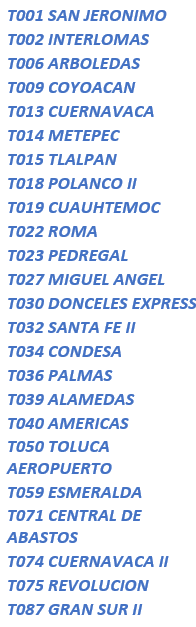 T001 SAN JERONIMO
T002 INTERLOMAS
T006 ARBOLEDAS
T009 COYOACAN
T013 CUERNAVACA
T014 METEPEC
T015 TLALPAN
T018 POLANCO II
T019 CUAUHTEMOC
T022 ROMA
T023 PEDREGAL
T027 MIGUEL ANGEL
T030 DONCELES EXPRESS
T032 SANTA FE II
T034 CONDESA
T036 PALMAS
T039 ALAMEDAS
T040 AMERICAS
T050 TOLUCA
AEROPUERTO
T059 ESMERALDA
T071 CENTRAL DE
ABASTOS
T074 CUERNAVACA II
T075 REVOLUCION
T087 GRAN SUR II